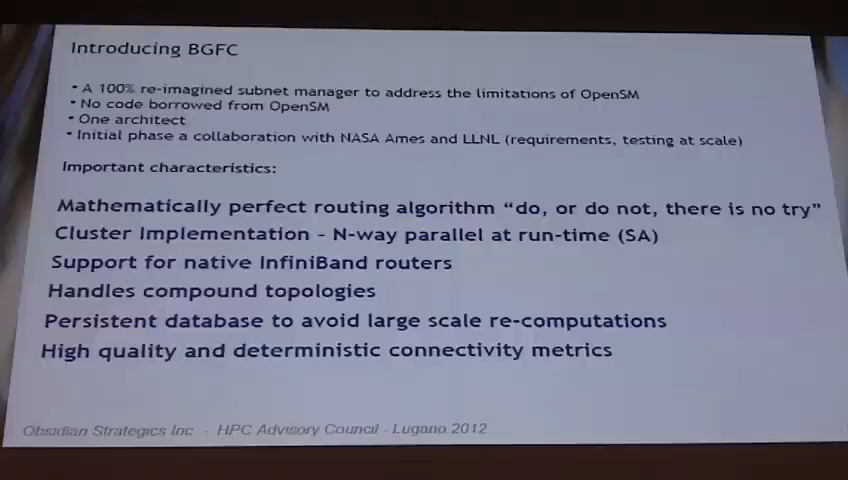 Introducing BGFC
• A 100% re-imagined subnet manager to address the limitations of OpenSM
• No code borrowed from OpenSM
• One architect
• Initial phase a collaboration with NASA Ames and LLNL (requirements, testing at scale)
Important characteristics:
Mathematically perfect routing algorithm “do, or do not, there is no try”
Cluster Implementation - N-way parallel at run-time (SA)
Support for native InfiniBand routers
Handles compound topologies
Persistent database to avoid large scale re-computations
High quality and deterministic connectivity metrics
Obsidian Strategics Inc - HPC Advisory Council - Lugano 2012